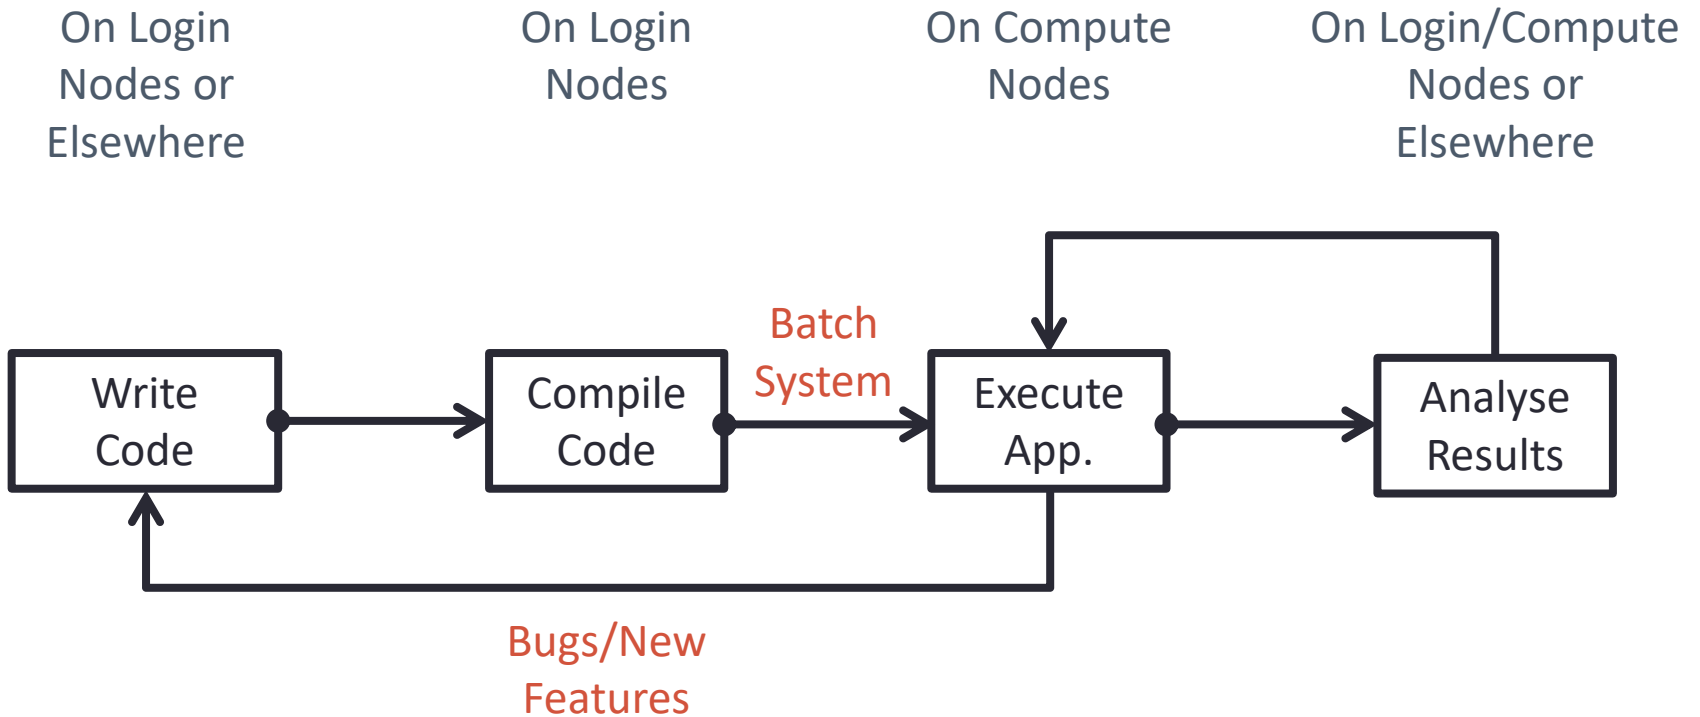 On Login
Nodes or
Elsewhere
On Login
Nodes
On Compute
Nodes
On Login/Compute
Nodes or
Elsewhere
Write
Code
Compile
Code
Batch
System
Execute
App.
Analyse
Results
Bugs/New
Features